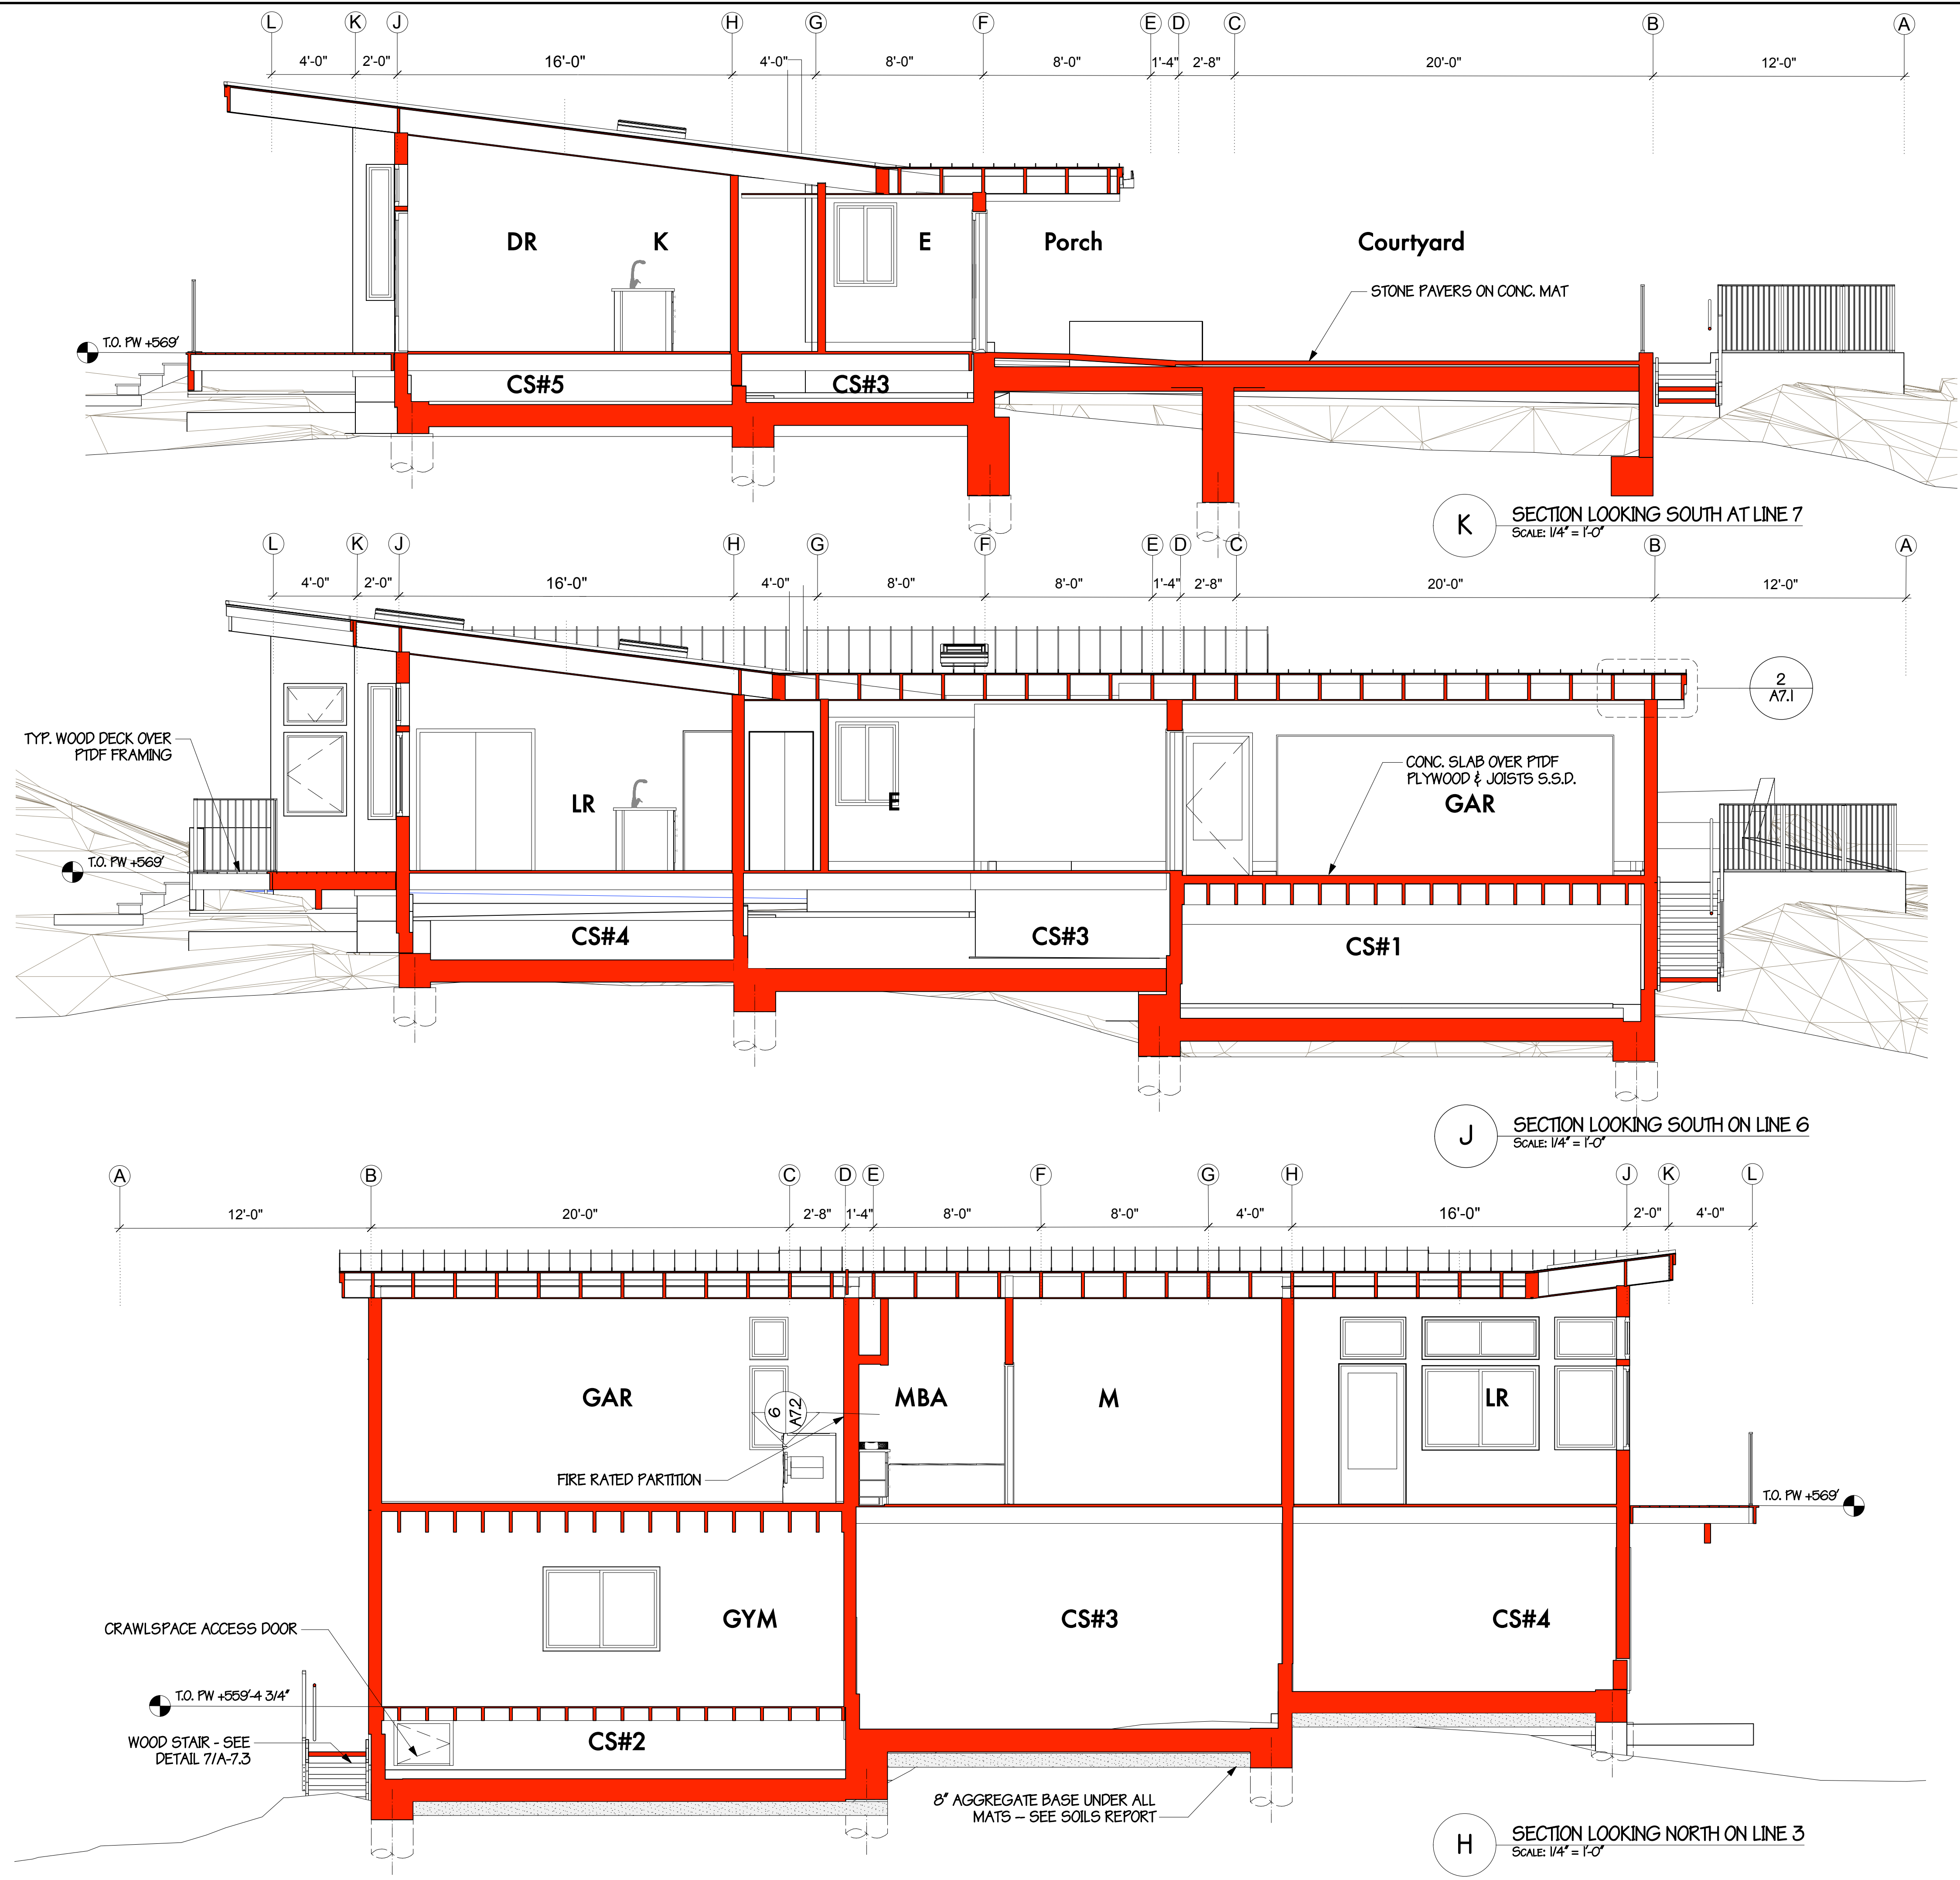 L K J H G F E D C B A
4'-0" 2'-0" 16'-0" 4'-0" 8'-0" 8'-0" 1'-4" 2'-8" 20'-0" 12'-0"
DR K E Porch Courtyard
STONE PAVERS ON CONC. MAT
T.O. PW +569'
CS#5 CS#3
K SECTION LOOKING SOUTH AT LINE 7
SCALE: 1/4" = 1'-0"
L K J H G F E D C B A
4'-0" 2'-0" 16'-0" 4'-0" 8'-0" 8'-0" 1'-4" 2'-8" 20'-0" 12'-0"
2
A7.1
TYP. WOOD DECK OVER
PTDF FRAMING
CONC. SLAB OVER PTDF
PLYWOOD & JOISTS S.S.D.
LR E GAR
T.O. PW +569'
CS#4 CS#3 CS#1
J SECTION LOOKING SOUTH ON LINE 6
SCALE: 1/4" = 1'-0"
A B C D E F G H J K L
12'-0" 20'-0" 2'-8" 1'-4" 8'-0" 8'-0" 4'-0" 16'-0" 2'-0" 4'-0"
GAR MBA M LR
6
A7.2
FIRE RATED PARTITION
T.O. PW +569'
GYM CS#3 CS#4
CRAWLSPACE ACCESS DOOR
T.O. PW +559'-4 3/4"
CS#2
WOOD STAIR - SEE
DETAIL 7/A-7.3
8" AGGREGATE BASE UNDER ALL
MATS – SEE SOILS REPORT
H SECTION LOOKING NORTH ON LINE 3
SCALE: 1/4" = 1'-0"